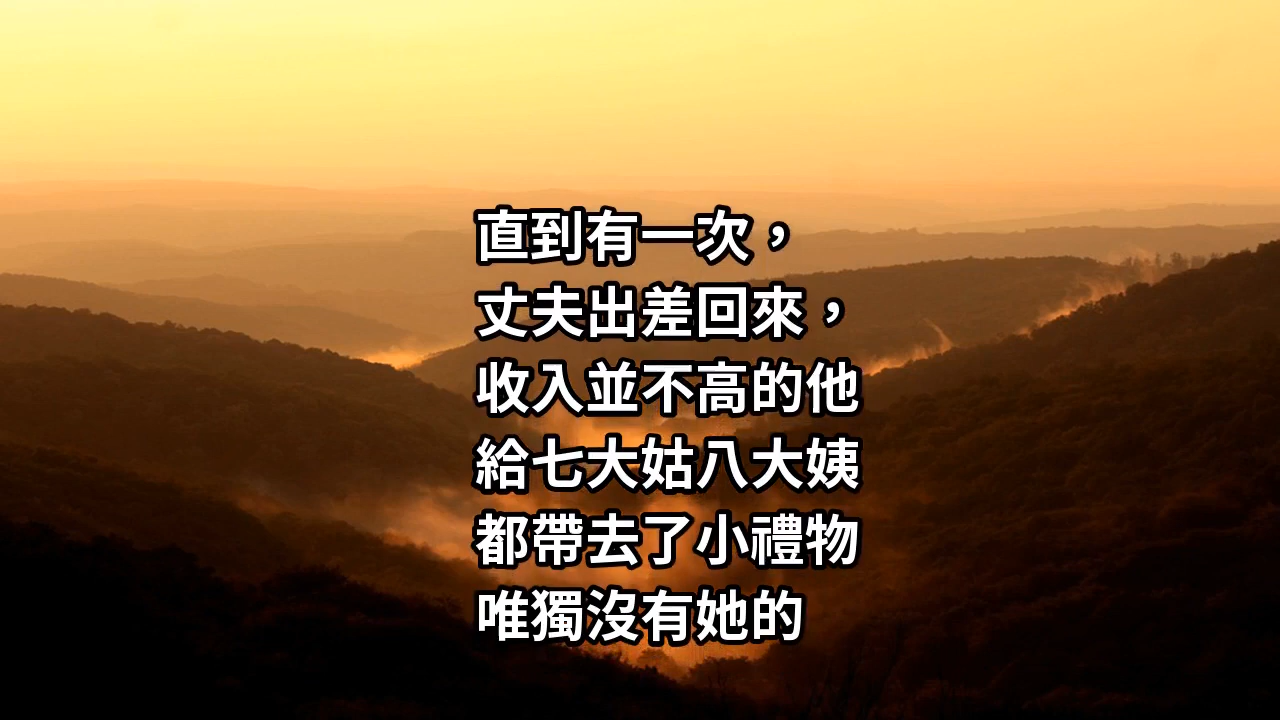 直到有一次，
丈夫出差回來，
收入並不高的他
給七大姑八大姨
都帶去了小禮物
唯獨沒有她的